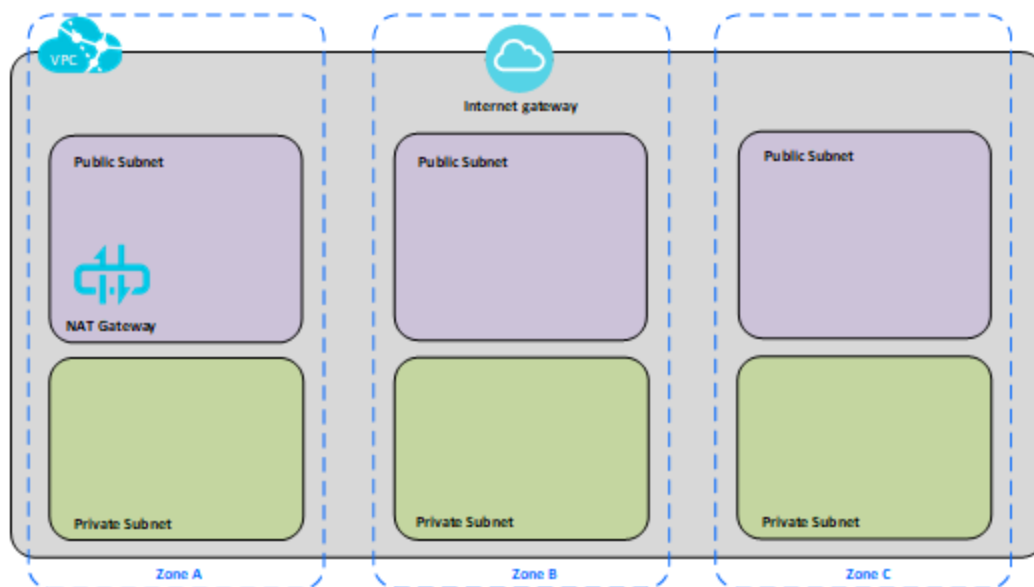 VPC
Internet gateway
Public Subnet
Public Subnet
Public Subnet
NAT Gateway
Private Subnet
Private Subnet
Private Subnet
Zone A
Zone B
Zone C